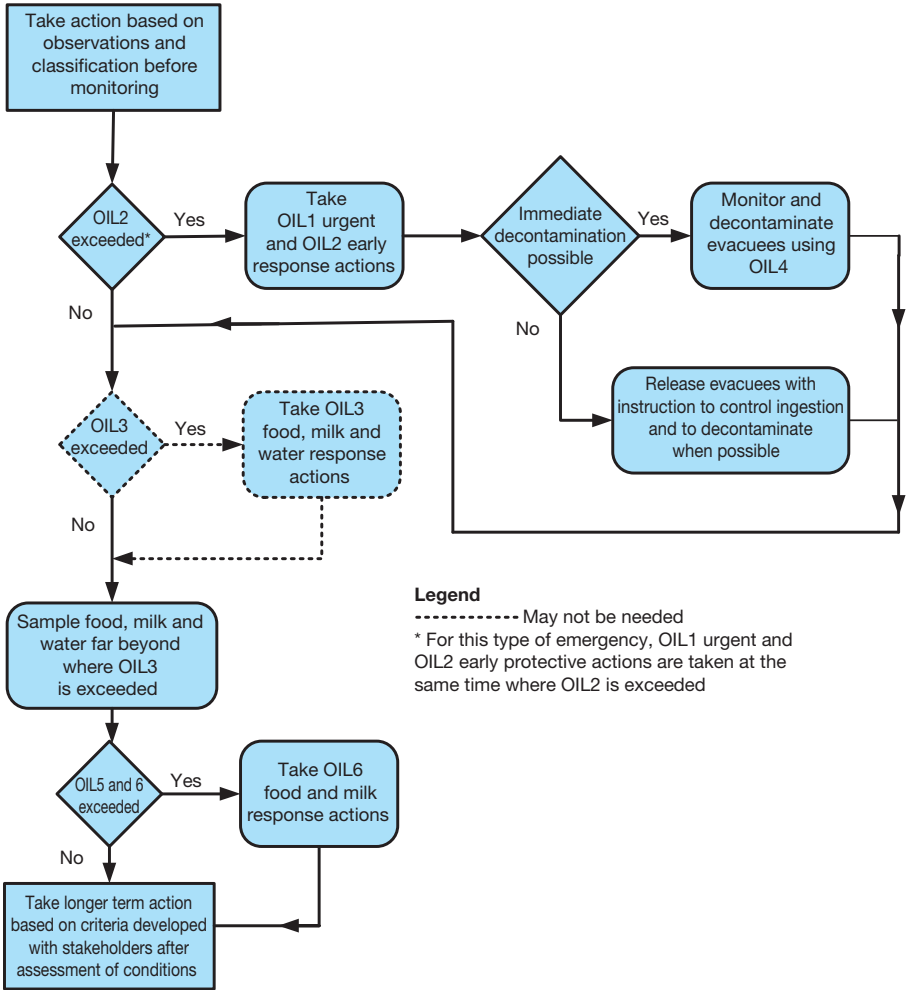 Take action based on
observations and
classification before
monitoring
OIL2
exceeded*
Yes
Take
OIL1 urgent
and OIL2 early
response actions
Immediate
decontamination
possible
Yes
Monitor and
decontaminate
evacuees using
OIL4
No
No
Release evacuees with
instruction to control ingestion
and to decontaminate
when possible
OIL3
exceeded
Yes
Take OIL3
food, milk and
water response
actions
No
Legend
May not be needed
* For this type of emergency, OIL1 urgent and
OIL2 early protective actions are taken at the
same time where OIL2 is exceeded
Sample food, milk and
water far beyond
where OIL3
is exceeded
OIL5 and 6
exceeded
Yes
Take OIL6
food and milk
response actions
No
Take longer term action
based on criteria developed
with stakeholders after
assessment of conditions